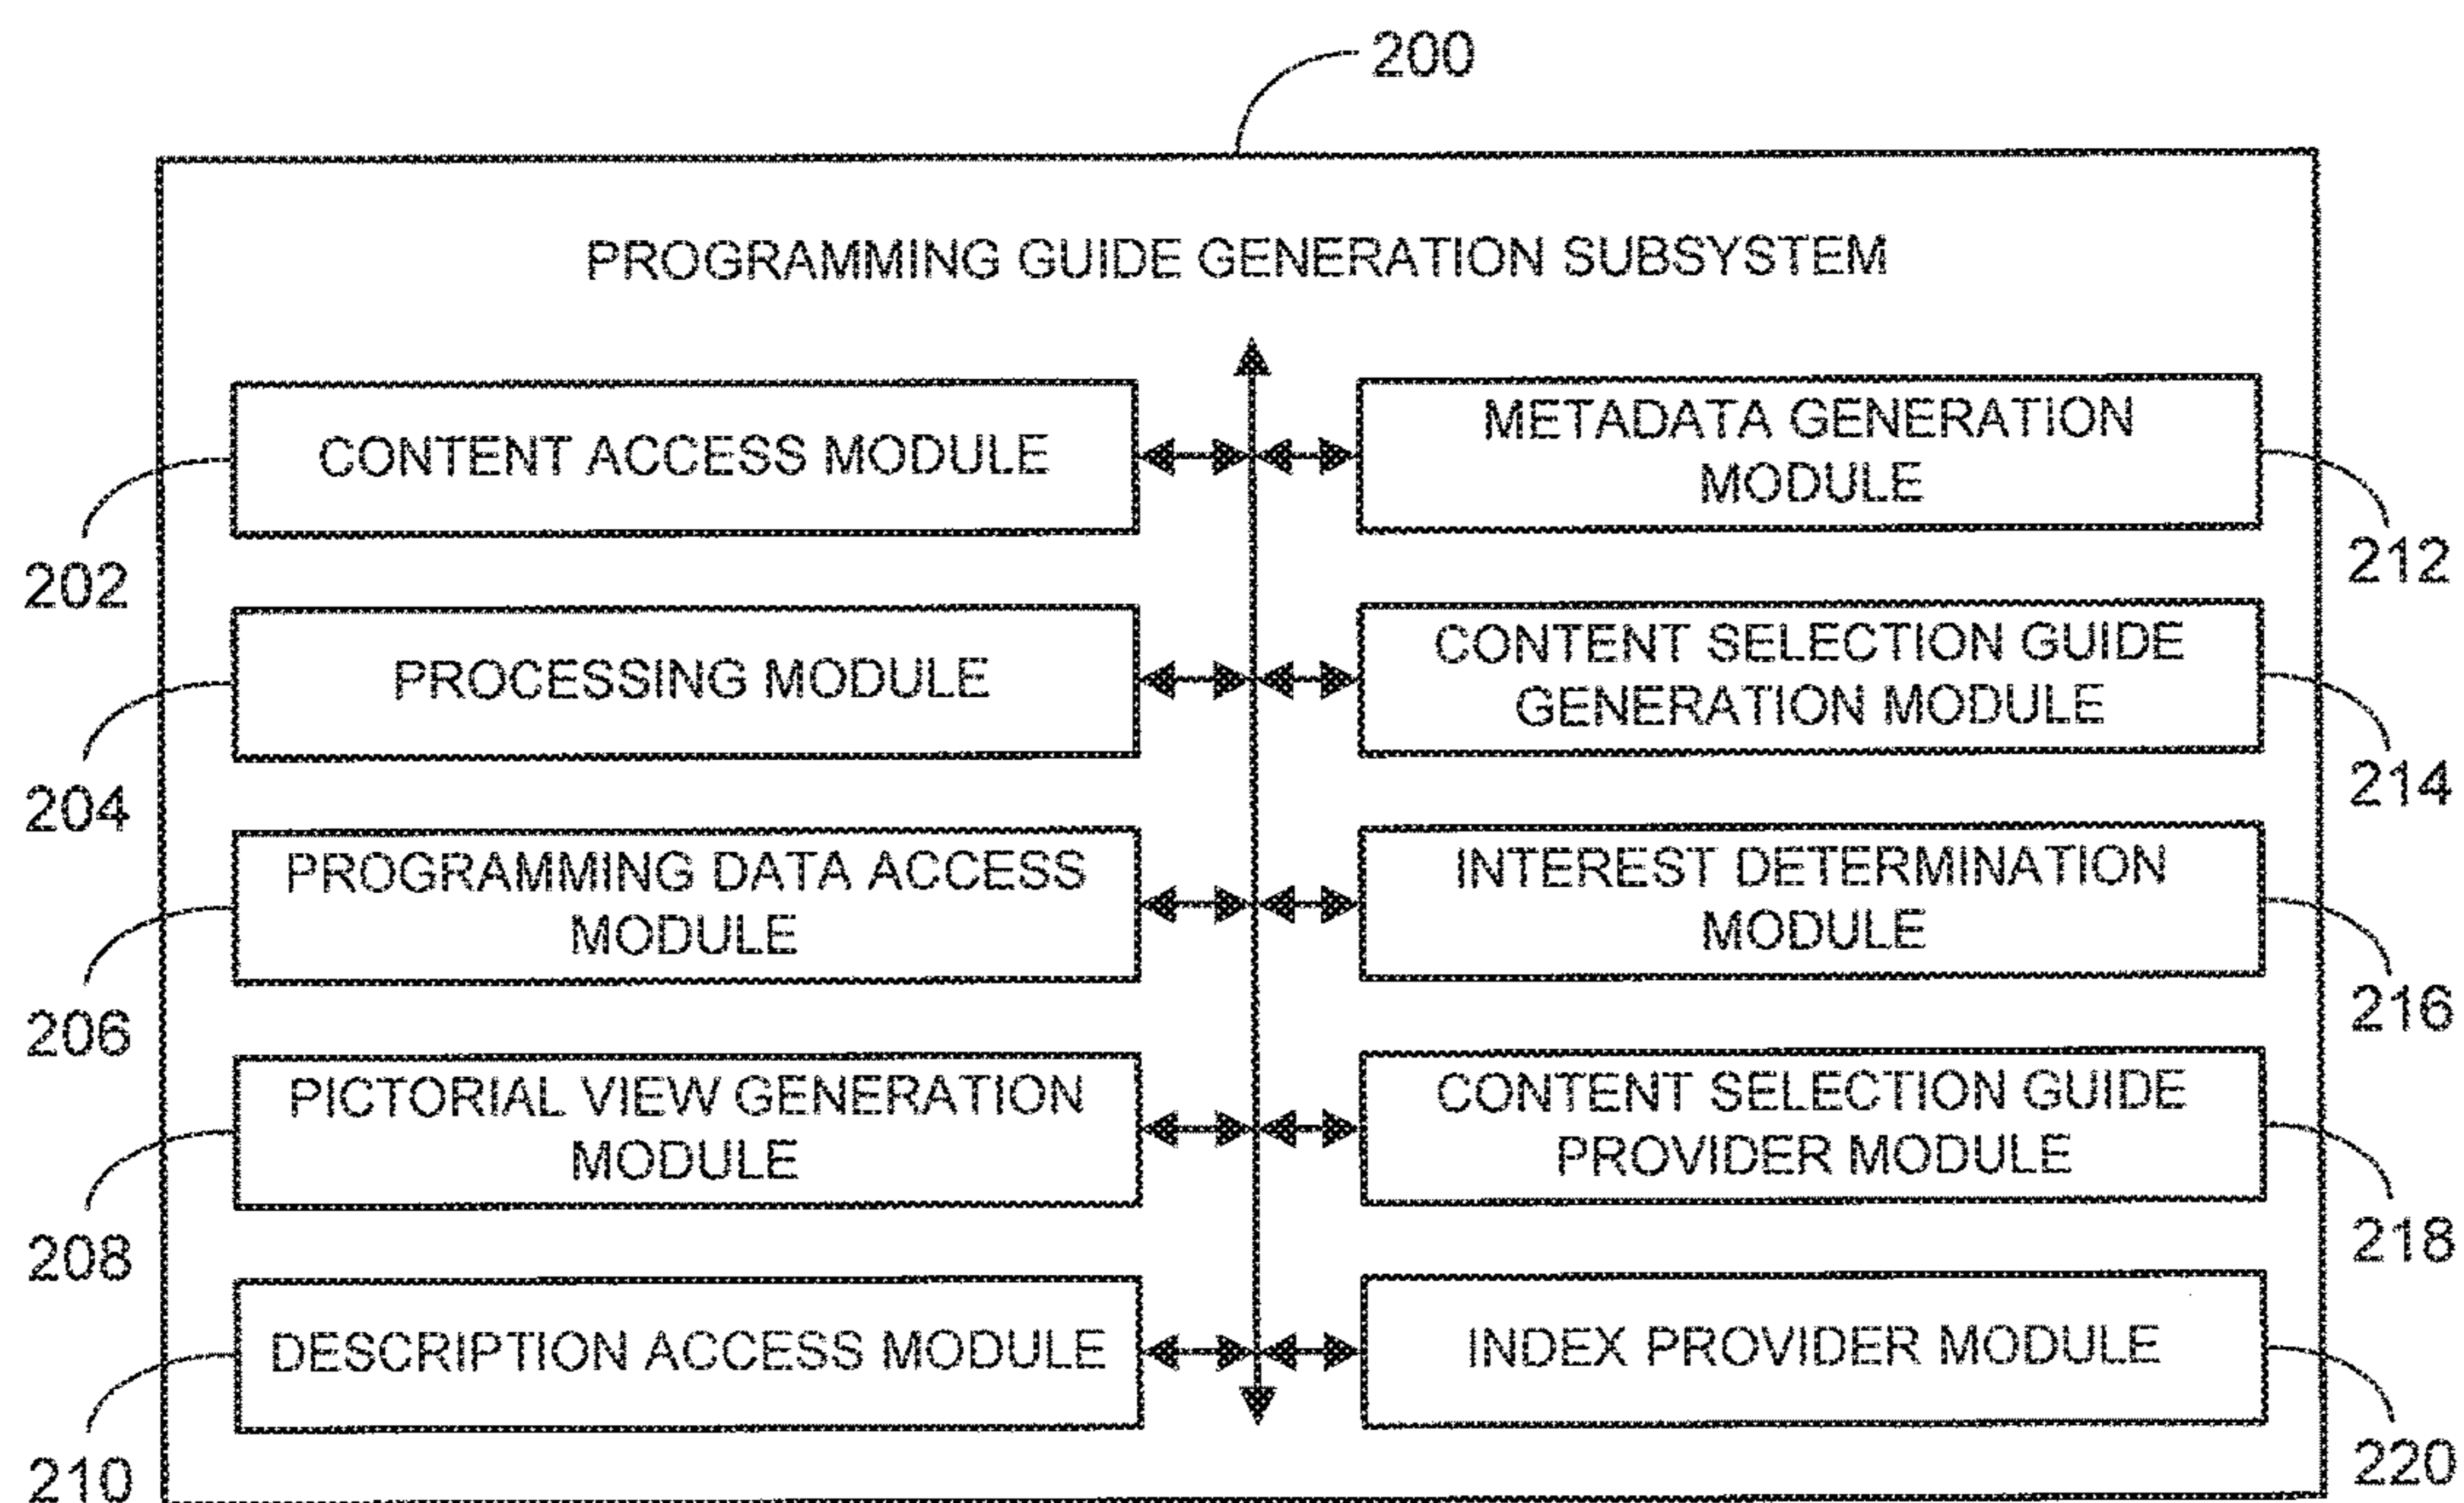 200
PROGRAMMING GUIDE GENERATION SUBSYSTEM
CONTENT ACCESS MODULE
202
PROCESSING MODULE
204
PROGRAMMING DATA ACCESS
MODULE
206
PICTORIAL VIEW GENERATION
MODULE
208
DESCRIPTION ACCESS MODULE
210
METADATA GENERATION
MODULE
212
CONTENT SELECTION GUIDE
GENERATION MODULE
214
INTEREST DETERMINATION
MODULE
216
CONTENT SELECTION GUIDE
PROVIDER MODULE
218
INDEX PROVIDER MODULE
220